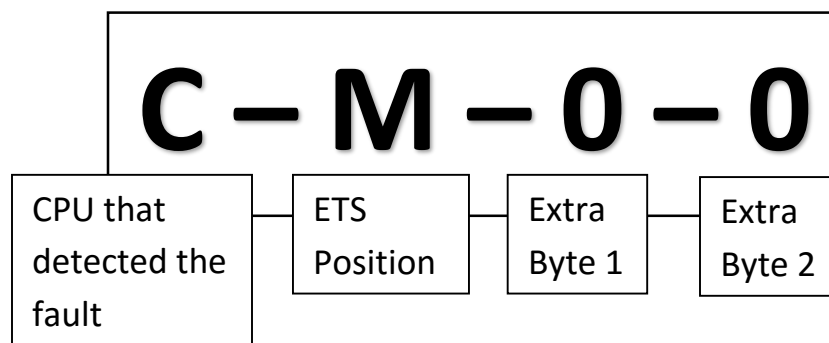 C – M – 0 – 0
CPU that
detected the
fault
ETS
Position
Extra
Byte 1
Extra
Byte 2